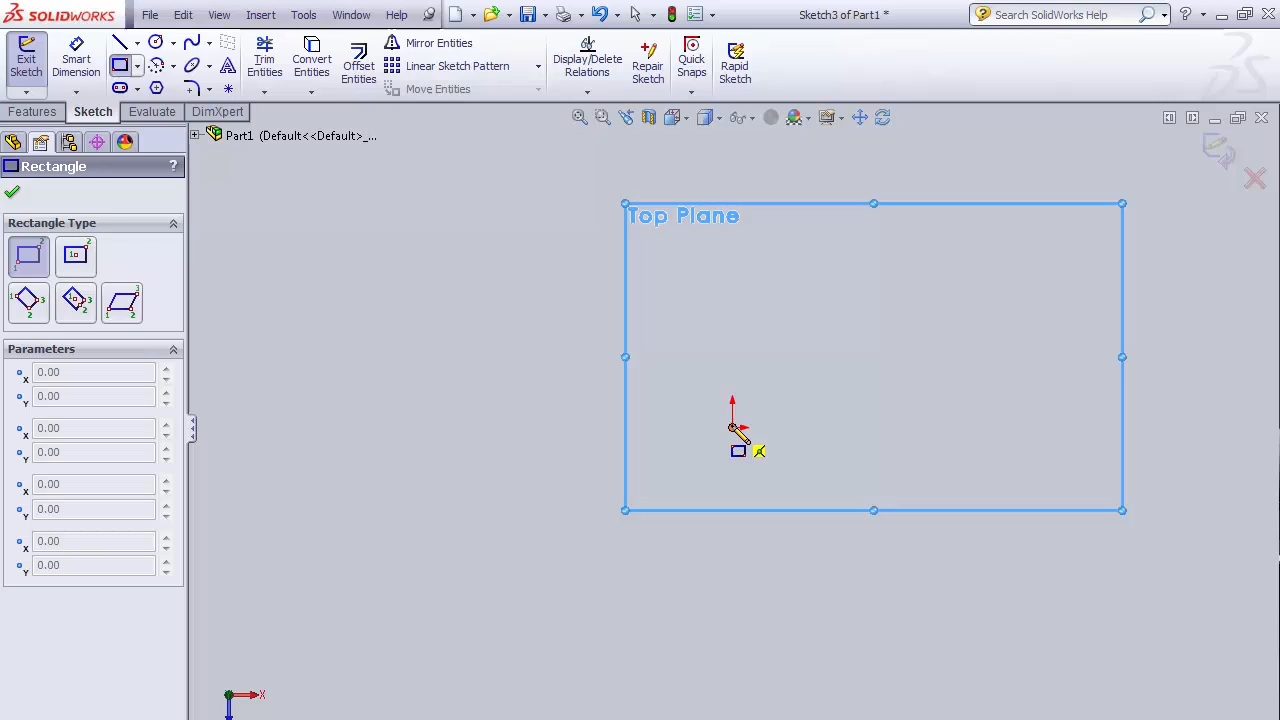 SOLIDWORKS File Edit View Insert Tools Window Help Sketch3 of Part1 * Search SolidWorks Help
Exit Sketch
Smart Dimension
Trim Entities
Convert Entities
Offset Entities
Mirror Entities
Linear Sketch Pattern
Move Entities
Display/Delete Relations
Repair Sketch
Quick Snaps
Rapid Sketch
Features Sketch Evaluate DimXpert
Part1 (Default<<Default>_...
Rectangle ?
Rectangle Type
Parameters
X 0.00
Y 0.00
X 0.00
Y 0.00
X 0.00
Y 0.00
X 0.00
Y 0.00
Top Plane
X